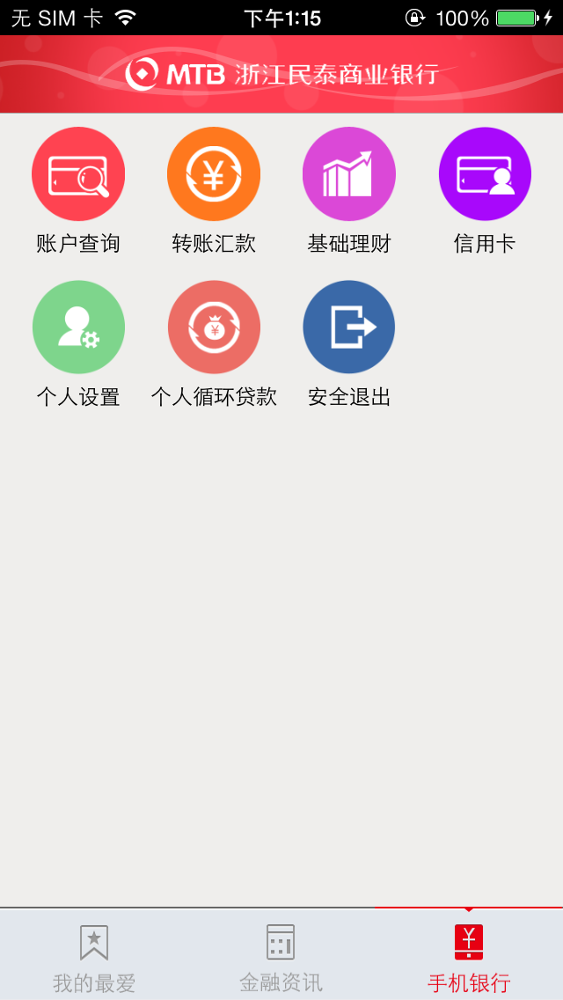 无 SIM 卡 下午1:15 100%
MTB 浙江民泰商业银行
账户查询 转账汇款 基础理财 信用卡
个人设置 个人循环贷款 安全退出
我的最爱 金融资讯 手机银行